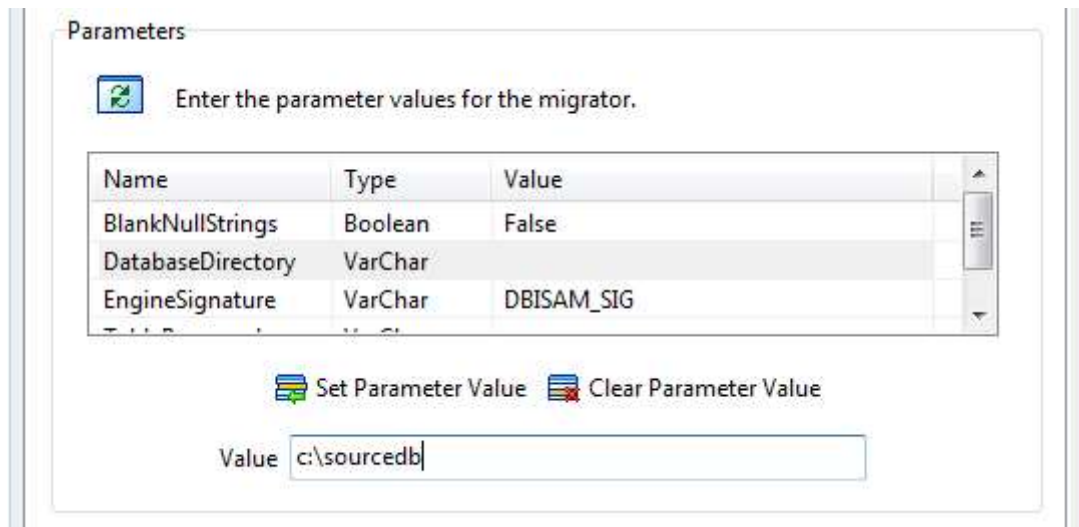 Parameters
Enter the parameter values for the migrator.
Name Type Value
BlankNullStrings Boolean False
DatabaseDirectory VarChar
EngineSignature VarChar DBISAM_SIG
Set Parameter Value Clear Parameter Value
Value c:\sourcedb